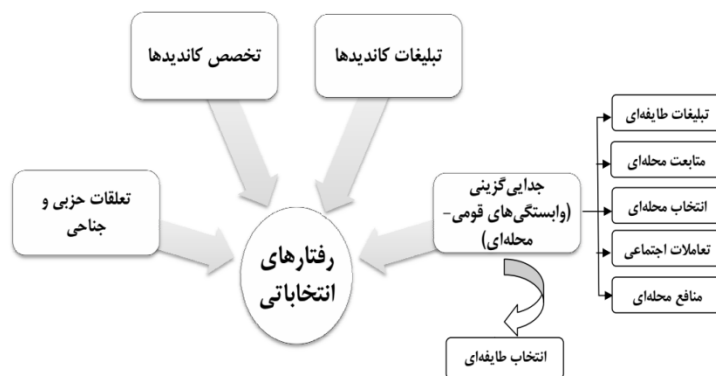 تبلیغات کاندیدها
تخصص کاندیدها
تعلقات حزبی و
جناحی
رفتارهای
انتخاباتی
جدایی‌گزینی
(وابستگی‌های قومی-
محله‌ای)
تبلیغات طایفه‌ای
متابعت محله‌ای
انتخاب محله‌ای
تعاملات اجتماعی
منافع محله‌ای
انتخاب طایفه‌ای